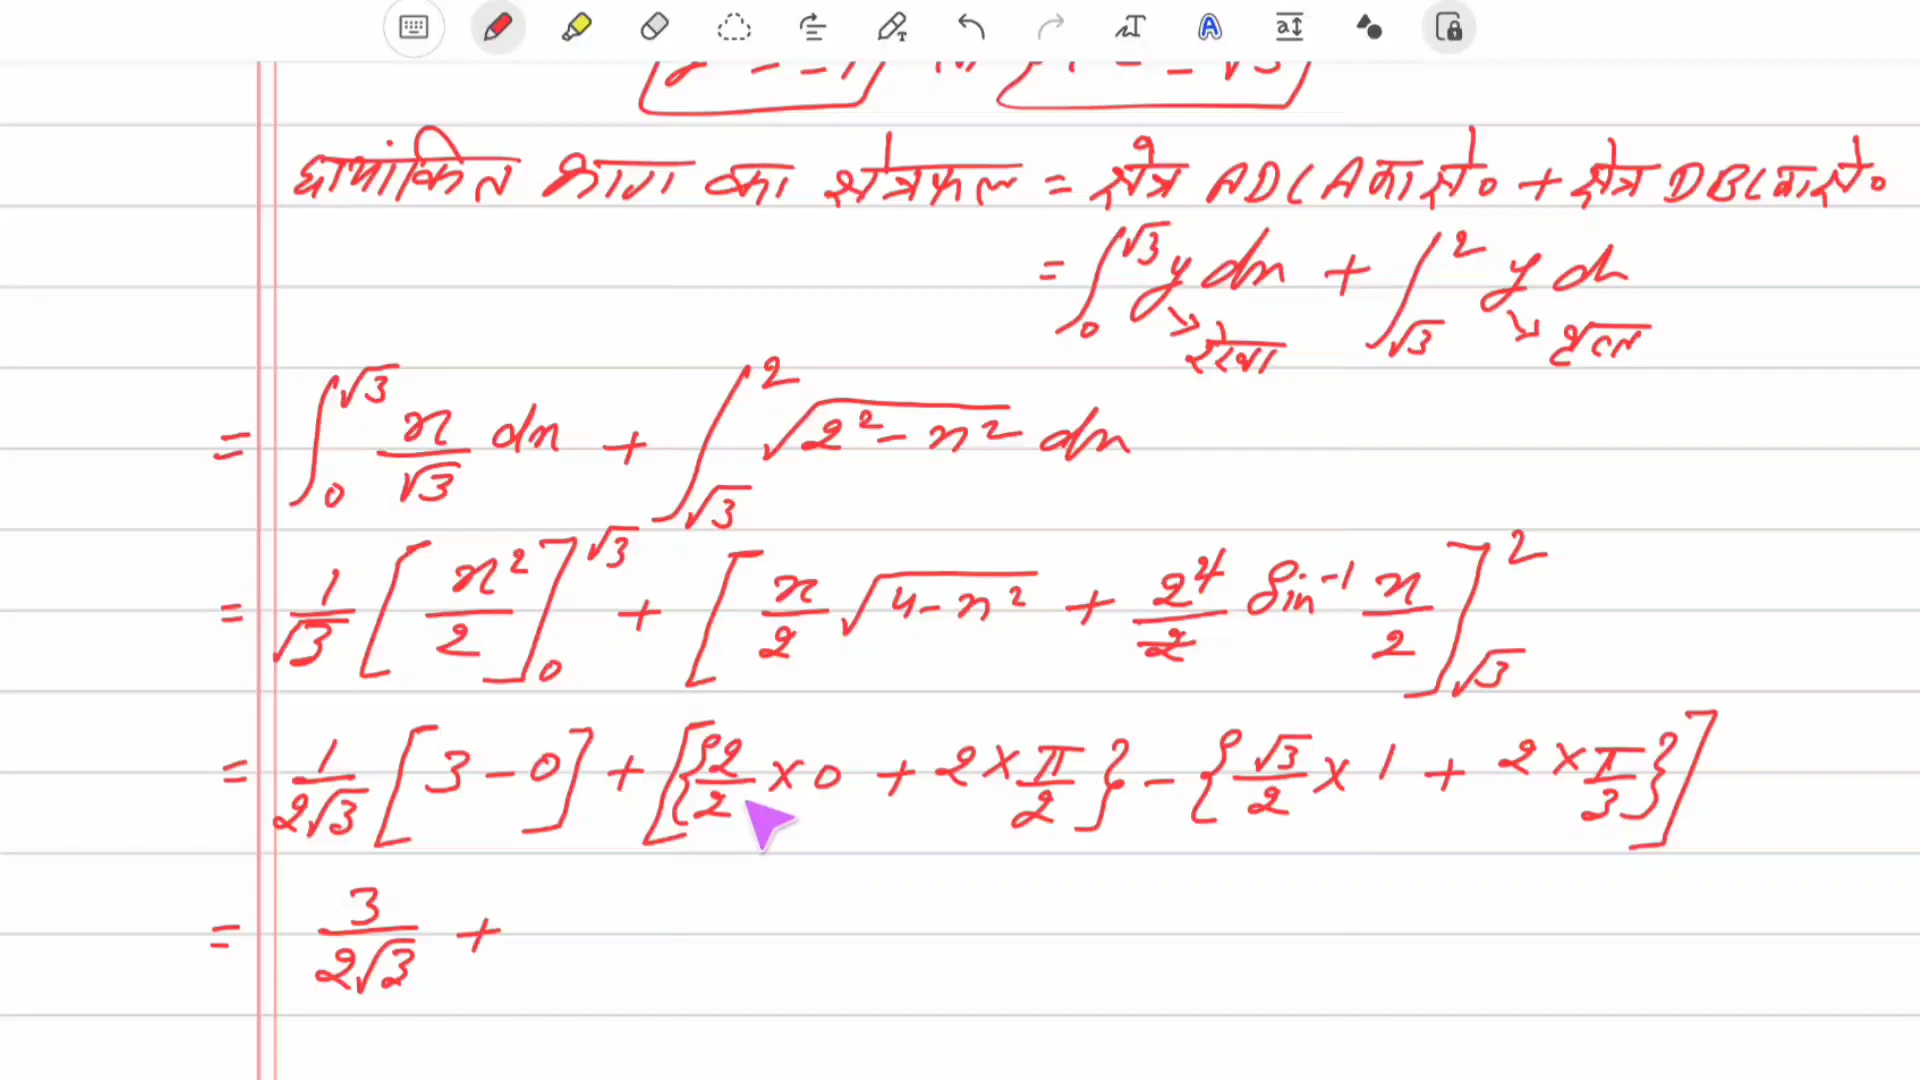 छायांकित भाग का क्षेत्रफल = क्षेत्र ADCA का क्षे० + क्षेत्र DBC का क्षे०
= ∫₀^√3 y dx + ∫_√3^2 y dx
रेखा वृत्त
= ∫₀^√3 x/√3 dx + ∫_√3^2 √(2² - x²) dx
= 1/√3 [x²/2]₀^√3 + [x/2 √(4 - x²) + 4/2 sin⁻¹ x/2]_√3^2
= 1/2√3 [3 - 0] + [{2/2 × 0 + 2 × π/2} - {√3/2 × 1 + 2 × π/3}]
= 3/2√3 +